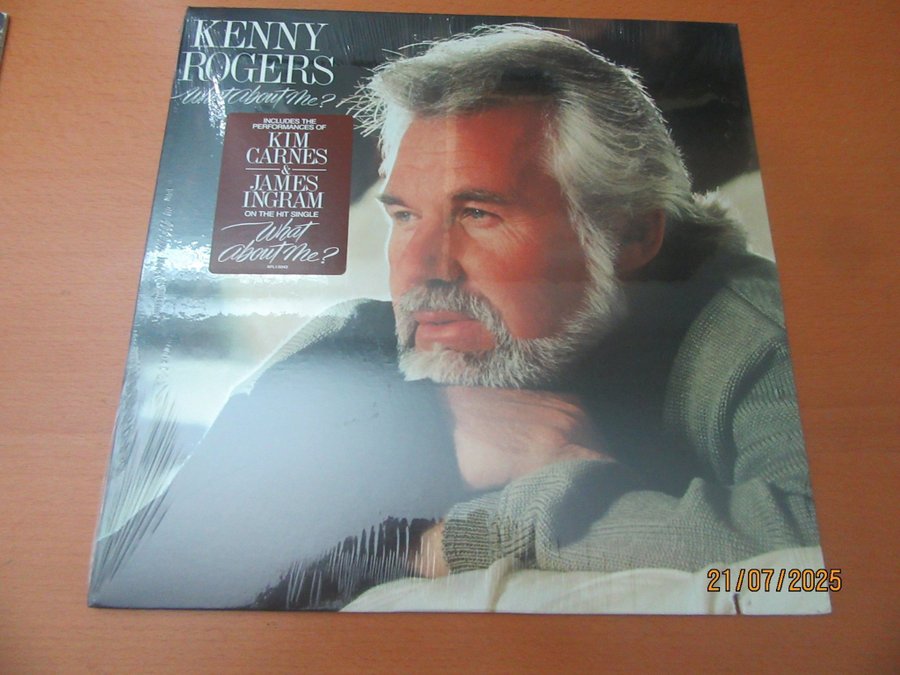 KENNY
ROGERS
What About Me?
INCLUDES THE
PERFORMANCES OF
KIM
CARNES
&
JAMES
INGRAM
ON THE HIT SINGLE
What
About Me?
21/07/2025